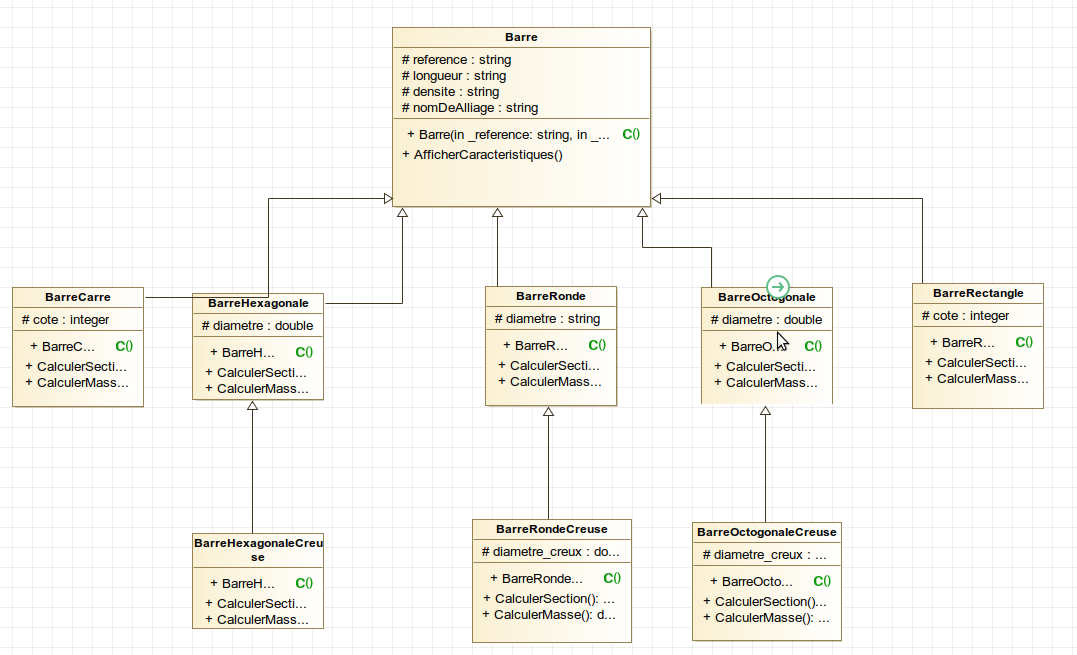 Barre
# reference : string
# longueur : string
# densite : string
# nomDeAlliage : string
+ Barre(in _reference: string, in _... C()
+ AfficherCaracteristiques()
BarreCarre
# cote : integer
+ BarreC... C()
+ CalculerSecti...
+ CalculerMass...
BarreHexagonale
# diametre : double
+ BarreH... C()
+ CalculerSecti...
+ CalculerMass...
BarreRonde
# diametre : string
+ BarreR... C()
+ CalculerSecti...
+ CalculerMass...
BarreOctogonale
# diametre : double
+ BarreO... C()
+ CalculerSecti...
+ CalculerMass...
BarreRectangle
# cote : integer
+ BarreR... C()
+ CalculerSecti...
+ CalculerMass...
BarreHexagonaleCreu
se
+ BarreH... C()
+ CalculerSecti...
+ CalculerMass...
BarreRondeCreuse
# diametre_creux : do...
+ BarreRonde... C()
+ CalculerSection(): ...
+ CalculerMasse(): d...
BarreOctogonaleCreuse
# diametre_creux : ...
+ BarreOcto... C()
+ CalculerSection()...
+ CalculerMasse(): ...